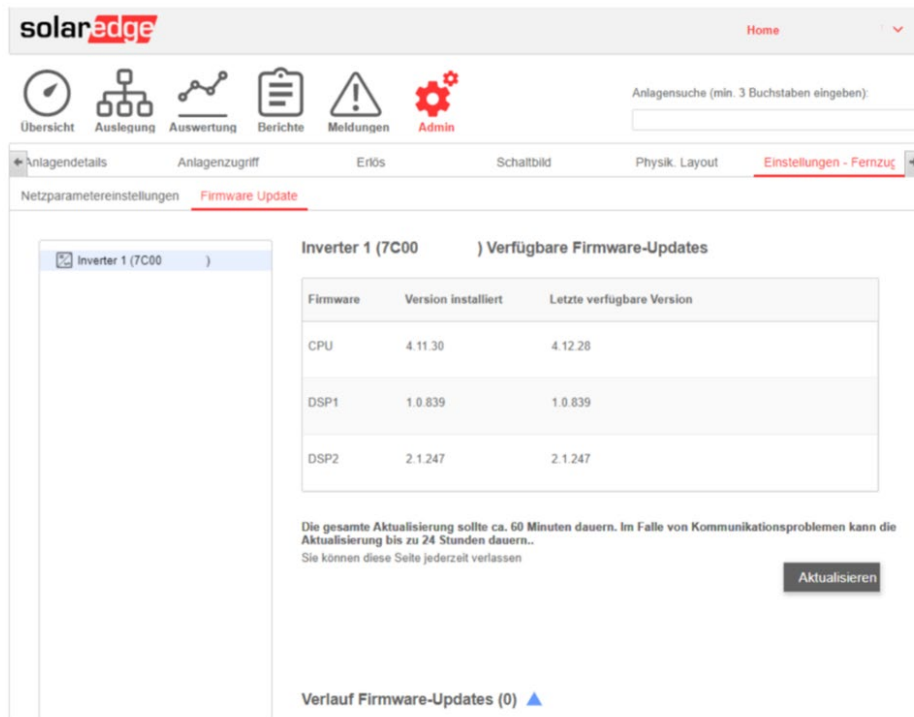 solaredge
Home
Übersicht Auslegung Auswertung Berichte Meldungen Admin
Anlagensuche (min. 3 Buchstaben eingeben):
Anlagendetails Anlagenzugriff Erlös Schaltbild Physik. Layout Einstellungen - Fernzug
Netzparametereinstellungen Firmware Update
Inverter 1 (7C00 )
Inverter 1 (7C00 ) Verfügbare Firmware-Updates
Firmware Version installiert Letzte verfügbare Version
CPU 4.11.30 4.12.28
DSP1 1.0.839 1.0.839
DSP2 2.1.247 2.1.247
Die gesamte Aktualisierung sollte ca. 60 Minuten dauern. Im Falle von Kommunikationsproblemen kann die
Aktualisierung bis zu 24 Stunden dauern..
Sie können diese Seite jederzeit verlassen
Aktualisieren
Verlauf Firmware-Updates (0)